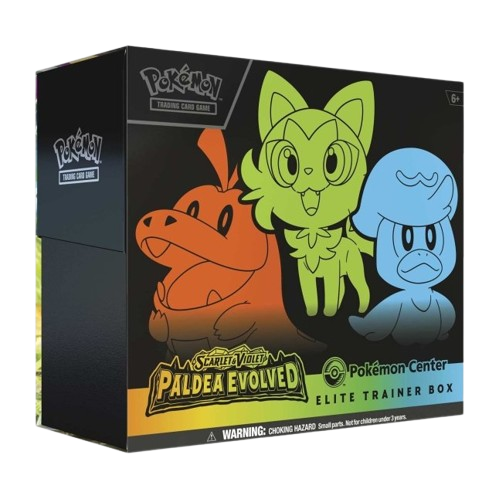 Pokémon
TRADING CARD GAME
6+
Pokémon
TRADING CARD GAME
SCARLET & VIOLET
PALDEA EVOLVED
Pokémon Center
ELITE TRAINER BOX
WARNING: CHOKING HAZARD Small parts. Not for children under 3 years.